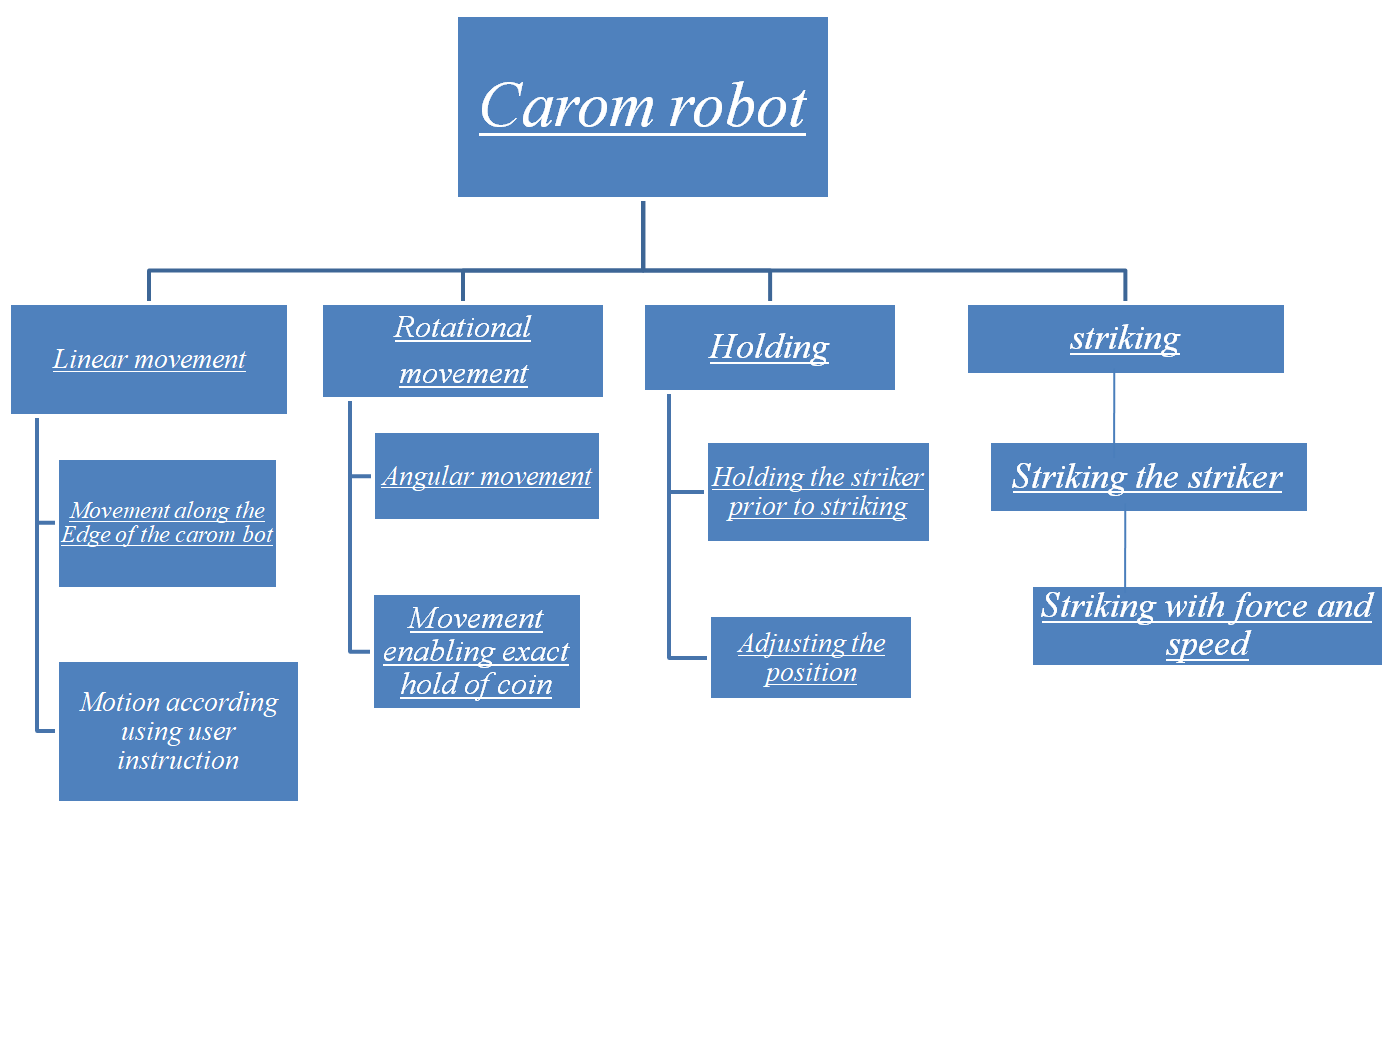 Carom robot
Linear movement
Movement along the
Edge of the carom bot
Motion according
using user
instruction
Rotational
movement
Angular movement
Movement
enabling exact
hold of coin
Holding
Holding the striker
prior to striking
Adjusting the
position
striking
Striking the striker
Striking with force and
speed